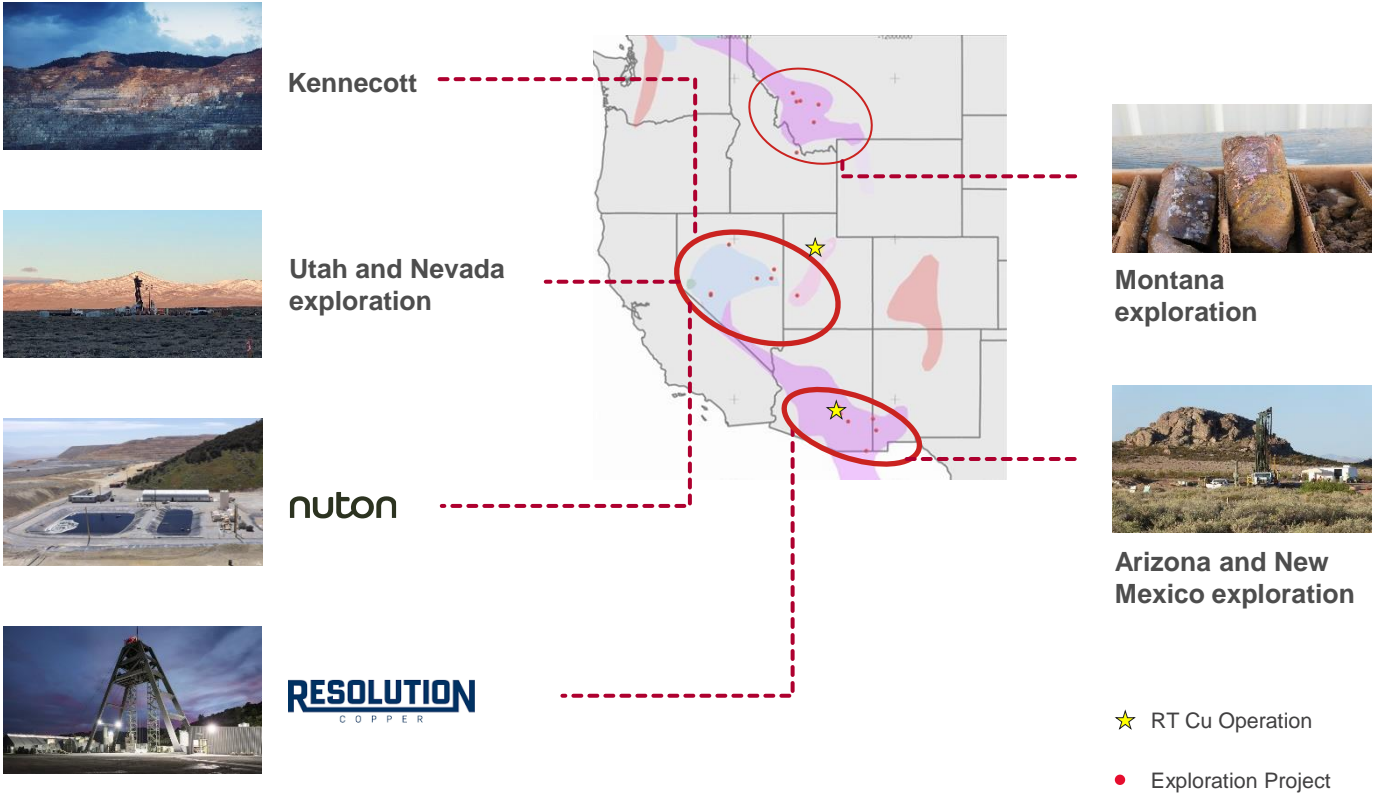 Kennecott
Utah and Nevada
exploration
nuton
RESOLUTION
COPPER
-12000000
Montana
exploration
Arizona and New
Mexico exploration
RT Cu Operation
Exploration Project